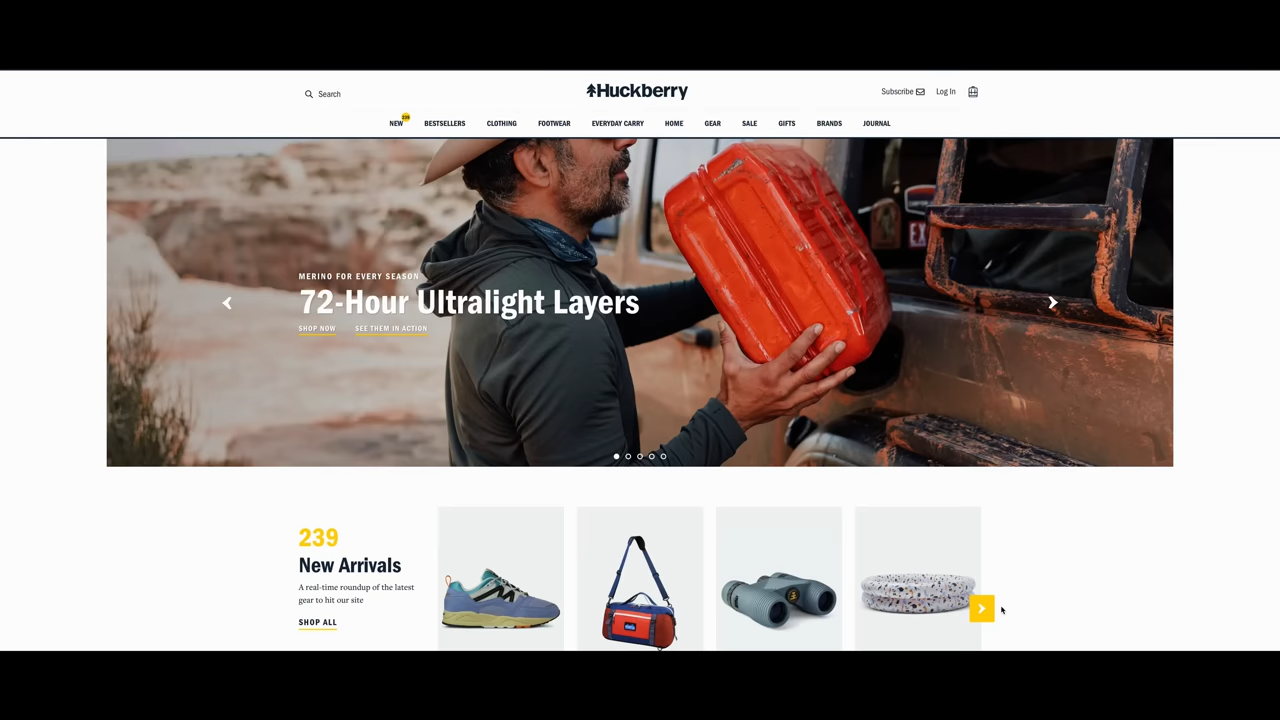 Search
Huckberry
Subscribe
Log In
NEW 239 BESTSELLERS CLOTHING FOOTWEAR EVERYDAY CARRY HOME GEAR SALE GIFTS BRANDS JOURNAL
MERINO FOR EVERY SEASON
72-Hour Ultralight Layers
SHOP NOW SEE THEM IN ACTION
239
New Arrivals
A real-time roundup of the latest
gear to hit our site
SHOP ALL